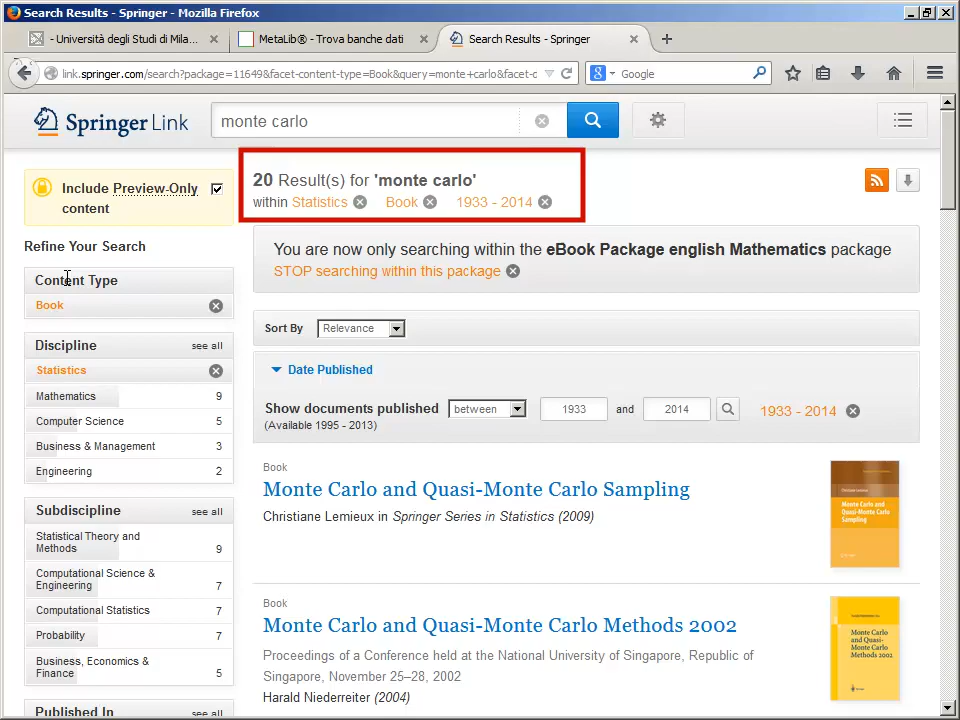 Search Results - Springer - Mozilla Firefox
- Università degli Studi di Mila...
MetaLib® - Trova banche dati
Search Results - Springer
link.springer.com/search?package=11649&facet-content-type=Book&query=monte+carlo&facet-c
Google
Springer Link
monte carlo
Include Preview-Only
content
20 Result(s) for 'monte carlo'
within Statistics Book 1933 - 2014
Refine Your Search
You are now only searching within the eBook Package english Mathematics package
STOP searching within this package
Content Type
Book
Sort By Relevance
Discipline see all
Statistics
Mathematics 9
Computer Science 5
Business & Management 3
Engineering 2
Date Published
Show documents published between 1933 and 2014 1933 - 2014
(Available 1995 - 2013)
Subdiscipline see all
Statistical Theory and
Methods 9
Computational Science &
Engineering 7
Computational Statistics 7
Probability 7
Business, Economics &
Finance 5
Published In see all
Book
Monte Carlo and Quasi-Monte Carlo Sampling
Christiane Lemieux in Springer Series in Statistics (2009)
Monte Carlo
and Quasi-Monte
Carlo Sampling
Book
Monte Carlo and Quasi-Monte Carlo Methods 2002
Proceedings of a Conference held at the National University of Singapore, Republic of
Singapore, November 25–28, 2002
Harald Niederreiter (2004)
Monte Carlo
and Quasi-
Monte Carlo
Methods 2002